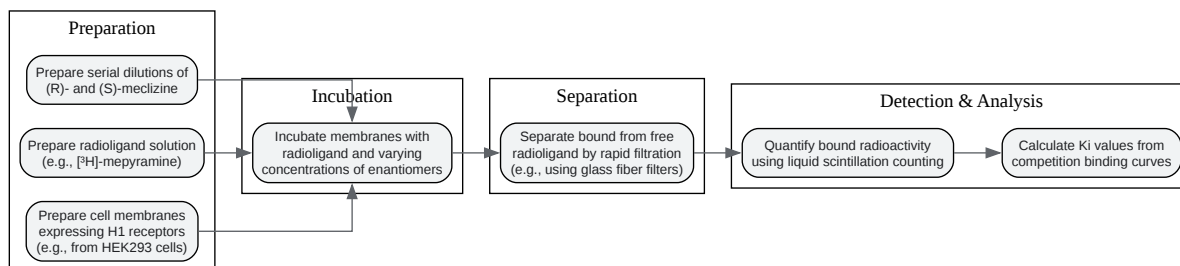 Preparation
Prepare serial dilutions of
(R)- and (S)-meclizine
Prepare radioligand solution
(e.g., [³H]-mepyramine)
Prepare cell membranes
expressing H1 receptors
(e.g., from HEK293 cells)
Incubation
Incubate membranes with
radioligand and varying
concentrations of enantiomers
Separation
Separate bound from free
radioligand by rapid filtration
(e.g., using glass fiber filters)
Detection & Analysis
Quantify bound radioactivity
using liquid scintillation counting
Calculate Ki values from
competition binding curves